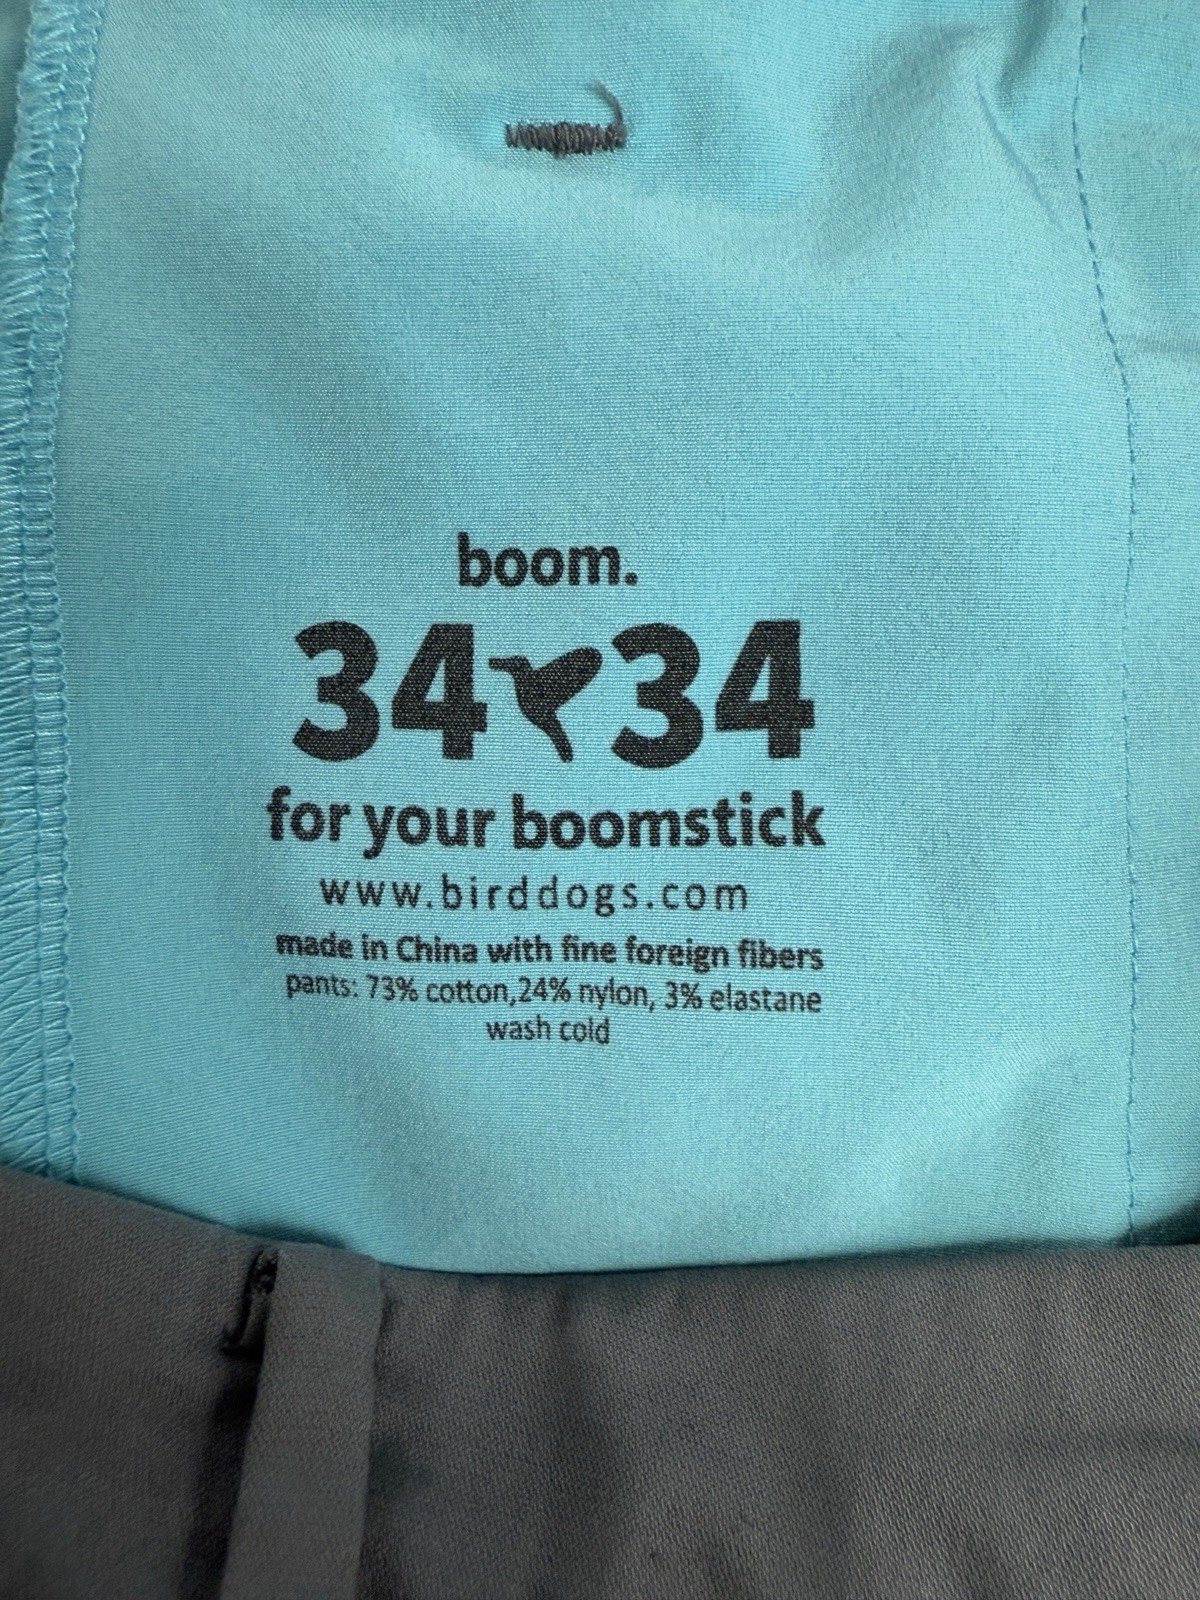 boom.
34 34
for your boomstick
www.birddogs.com
made in China with fine foreign fibers
pants: 73% cotton,24% nylon, 3% elastane
wash cold